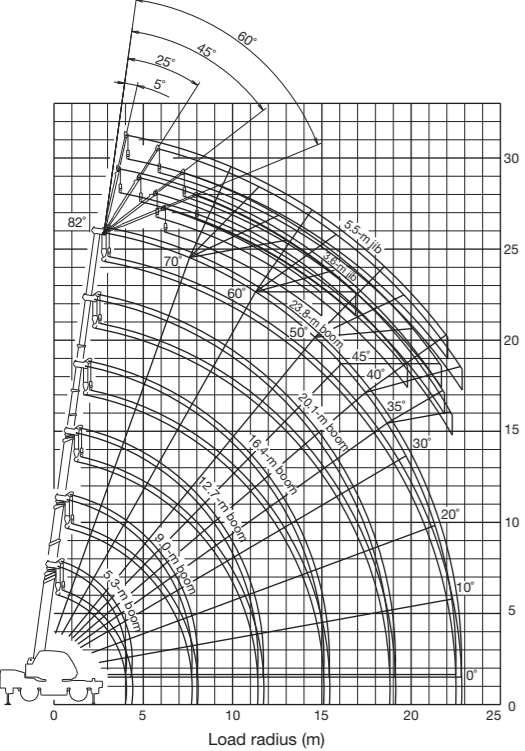 60°
45°
25°
5°
30
5.5-m jib
3.6-m jib
82°
25
70°
60°
23.8-m boom
50°
20
45°
40°
20.1-m boom
35°
15
16.4-m boom
30°
12.7-m boom
20°
10
9.0-m boom
5.3-m boom
10°
5
0°
0
0 5 10 15 20 25
Load radius (m)